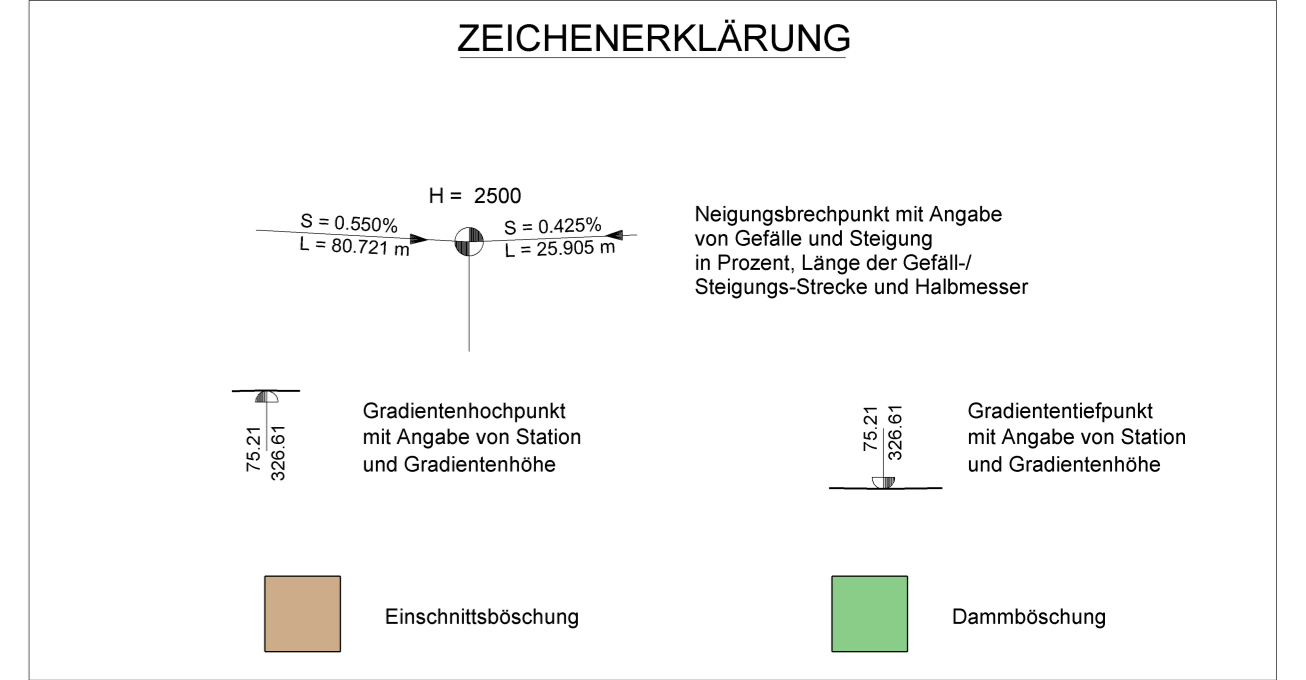 ZEICHENERKLÄRUNG
H = 2500
S = 0.550%
L = 80.721 m
S = 0.425%
L = 25.905 m
Neigungsbrechpunkt mit Angabe
von Gefälle und Steigung
in Prozent, Länge der Gefäll-/
Steigungs-Strecke und Halbmesser
75.21
326.61
Gradientenhochpunkt
mit Angabe von Station
und Gradientenhöhe
75.21
326.61
Gradiententiefpunkt
mit Angabe von Station
und Gradientenhöhe
Einschnittsböschung
Dammböschung